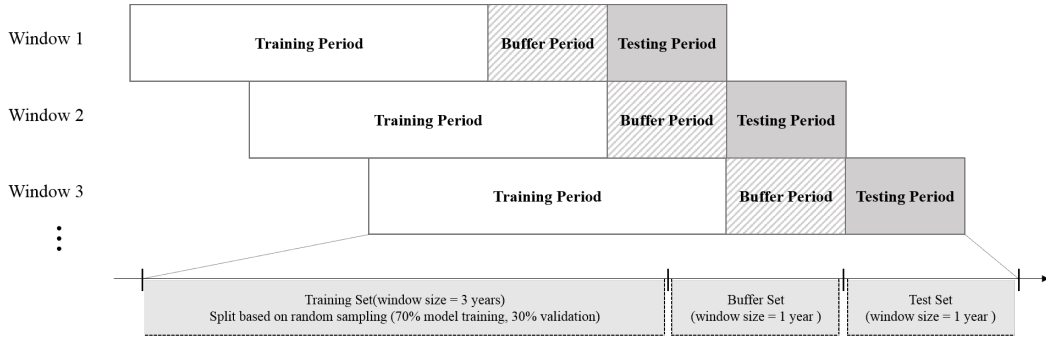 Window 1
Training Period
Buffer Period
Testing Period
Window 2
Training Period
Buffer Period
Testing Period
Window 3
Training Period
Buffer Period
Testing Period
Training Set(window size = 3 years)
Split based on random sampling (70% model training, 30% validation)
Buffer Set
(window size = 1 year )
Test Set
(window size = 1 year )